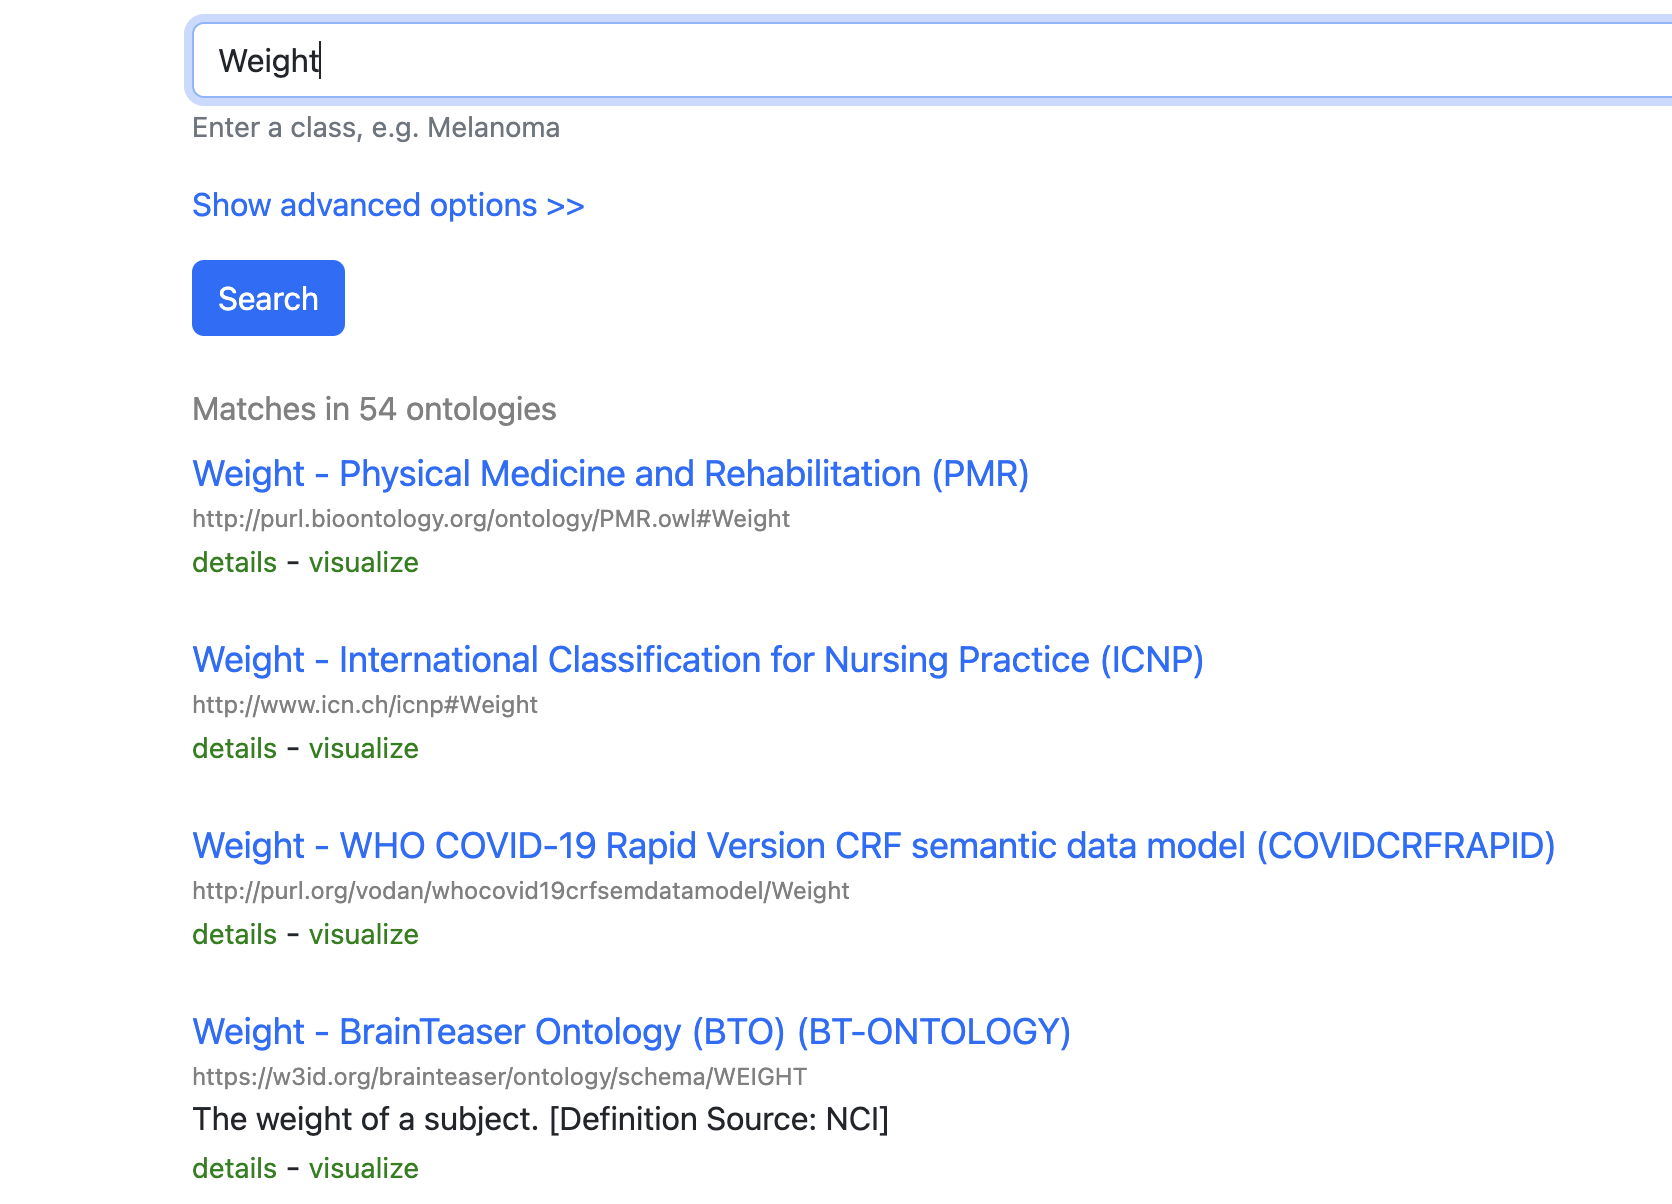 Weight
Enter a class, e.g. Melanoma
Show advanced options >>
Search
Matches in 54 ontologies
Weight - Physical Medicine and Rehabilitation (PMR)
http://purl.bioontology.org/ontology/PMR.owl#Weight
details - visualize
Weight - International Classification for Nursing Practice (ICNP)
http://www.icn.ch/icnp#Weight
details - visualize
Weight - WHO COVID-19 Rapid Version CRF semantic data model (COVIDCRFRAPID)
http://purl.org/vodan/whocovid19crfsemdatamodel/Weight
details - visualize
Weight - BrainTeaser Ontology (BTO) (BT-ONTOLOGY)
https://w3id.org/brainteaser/ontology/schema/WEIGHT
The weight of a subject. [Definition Source: NCI]
details - visualize